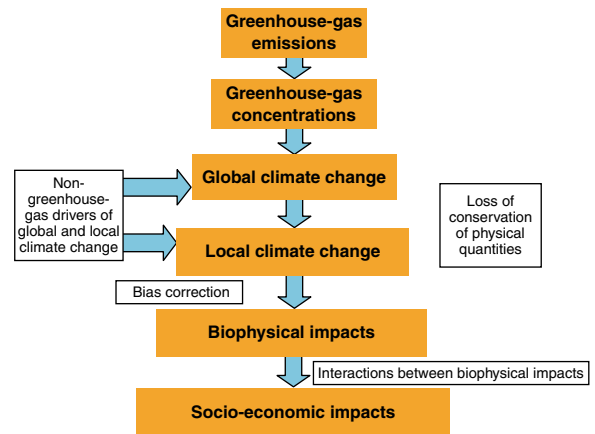 Greenhouse-gas
emissions
Greenhouse-gas
concentrations
Global climate change
Non-
greenhouse-
gas drivers of
global and local
climate change
Loss of
conservation
of physical
quantities
Local climate change
Bias correction
Biophysical impacts
Interactions between biophysical impacts
Socio-economic impacts